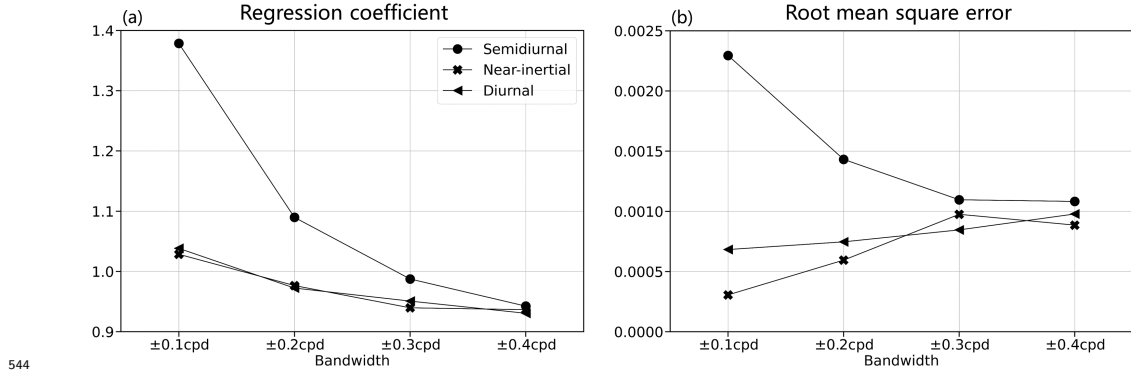 (a) Regression coefficient
1.4
1.3
1.2
1.1
1.0
0.9
Semidiurnal
Near-inertial
Diurnal
±0.1cpd ±0.2cpd ±0.3cpd ±0.4cpd
Bandwidth
(b) Root mean square error
0.0025
0.0020
0.0015
0.0010
0.0005
0.0000
±0.1cpd ±0.2cpd ±0.3cpd ±0.4cpd
Bandwidth
544